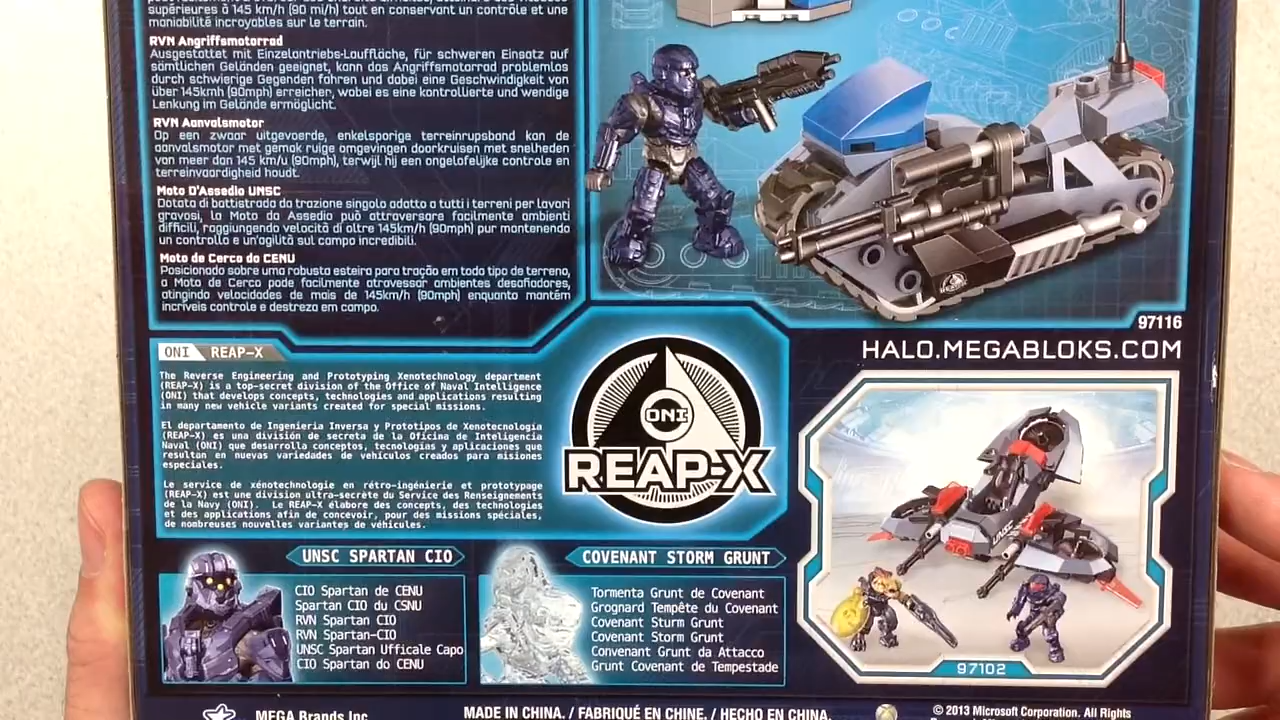 supérieures à 145 km/h (90 mi/h) tout en conservant un contrôle et une
maniabilité incroyables sur le terrain.
RVN Angriffsmotorrad
Ausgestattet mit Einzelantriebs-Lauffläche, für schweren Einsatz auf
sämtlichen Geländen geeignet, kann das Angriffsmotorrad problemlos
durch schwierige Gegenden fahren und dabei eine Geschwindigkeit von
über 145kmh (90mph) erreicher, wobei es eine kontrollierte und wendige
Lenkung im Gelände ermöglicht.
RVN Aanvalsmotor
Op een zwaar uitgevoerde, enkelsporige terreinrupsband kan de
aanvalsmotor met gemak ruige omgevingen doorkruisen met snelheden
van meer dan 145 km/u (90mph), terwijl hij een ongelofelijke controle en
terreinvaardigheid houdt.
Moto D'Assedio UNSC
Dotata di battistrada da trazione singolo adatto a tutti i terreni per lavori
gravosi, la Moto da Assedio può attraversare facilmente ambienti
difficili, raggiungendo velocità di oltre 145km/h (90mph) pur mantenendo
un controllo e un'agilità sul campo incredibili.
Moto de Cerco do CENU
Posicionado sobre uma robusta esteira para tração em todo tipo de terreno,
a Moto de Cerco pode facilmente atravessar ambientes desafiadores,
atingindo velocidades de mais de 145km/h (90mph) enquanto mantém
incríveis controle e destreza em campo.
97116
HALO.MEGABLOKS.COM
ONI REAP-X
The Reverse Engineering and Prototyping Xenotechnology department
(REAP-X) is a top-secret division of the Office of Naval Intelligence
(ONI) that develops concepts, technologies and applications resulting
in many new vehicle variants created for special missions.
El departamento de Ingenieria Inversa y Prototipos de Xenotecnologia
(REAP-X) es una división de secreta de la Oficina de Inteligencia
Naval (ONI) que desarrolla conceptos, tecnologías y aplicaciones que
resultan en nuevas variedades de vehículos creados para misiones
especiales.
Le service de xénotechnologie en rétro-ingénierie et prototypage
(REAP-X) est une division ultra-secrète du Service des Renseignements
de la Navy (ONI). Le REAP-X élabore des concepts, des technologies
et des applications afin de concevoir, pour des missions spéciales,
de nombreuses nouvelles variantes de véhicules.
ONI
REAP-X
UNSC SPARTAN CIO
CIO Spartan de CENU
Spartan CIO du CSNU
RVN Spartan CIO
RVN Spartan-CIO
UNSC Spartan Ufficale Capo
CIO Spartan do CENU
COVENANT STORM GRUNT
Tormenta Grunt de Covenant
Grognard Tempête du Covenant
Covenant Storm Grunt
Covenant Storm Grunt
Convenant Grunt da Attacco
Grunt Covenant de Tempestade
UNSC
97102
MEGA Brands Inc.
MADE IN CHINA. / FABRIQUÉ EN CHINE. / HECHO EN CHINA.
© 2013 Microsoft Corporation. All Rights